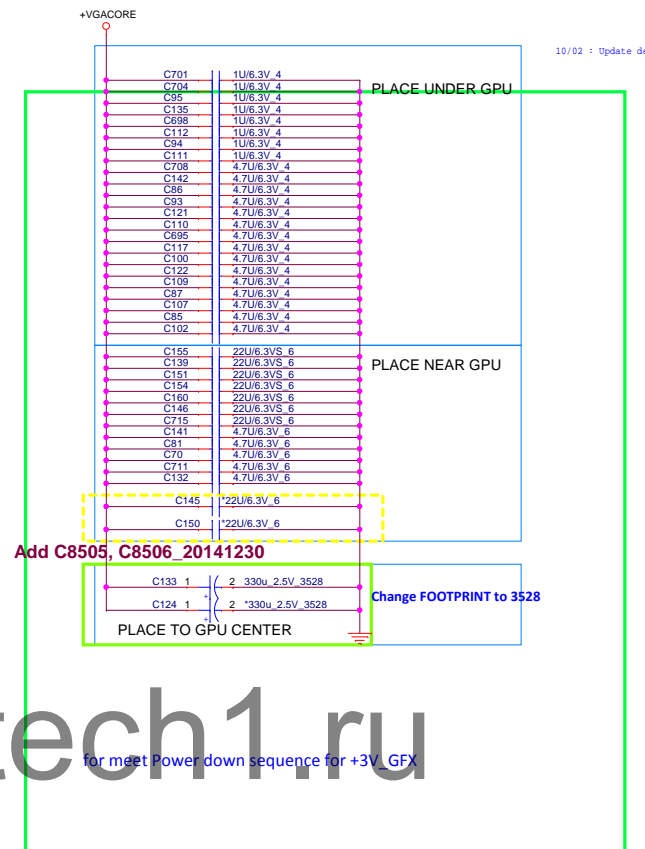 +VGACORE
10/02 : Update de
C701 1U/6.3V_4
C704 1U/6.3V_4
PLACE UNDER GPU
C95 1U/6.3V_4
C135 1U/6.3V_4
C698 1U/6.3V_4
C112 1U/6.3V_4
C94 1U/6.3V_4
C111 1U/6.3V_4
C708 4.7U/6.3V_4
C142 4.7U/6.3V_4
C86 4.7U/6.3V_4
C93 4.7U/6.3V_4
C121 4.7U/6.3V_4
C110 4.7U/6.3V_4
C695 4.7U/6.3V_4
C117 4.7U/6.3V_4
C100 4.7U/6.3V_4
C122 4.7U/6.3V_4
C109 4.7U/6.3V_4
C87 4.7U/6.3V_4
C107 4.7U/6.3V_4
C85 4.7U/6.3V_4
C102 4.7U/6.3V_4
C155 22U/6.3VS_6
C139 22U/6.3VS_6
PLACE NEAR GPU
C151 22U/6.3VS_6
C154 22U/6.3VS_6
C160 22U/6.3VS_6
C146 22U/6.3VS_6
C715 22U/6.3VS_6
C141 4.7U/6.3V_6
C81 4.7U/6.3V_6
C70 4.7U/6.3V_6
C711 4.7U/6.3V_6
C132 4.7U/6.3V_6
C145 *22U/6.3V_6
C150 *22U/6.3V_6
Add C8505, C8506_20141230
C133 1 2 330u_2.5V_3528
+
Change FOOTPRINT to 3528
C124 1 2 *330u_2.5V_3528
+
PLACE TO GPU CENTER
tech1.ru
for meet Power down sequence for +3V_GFX